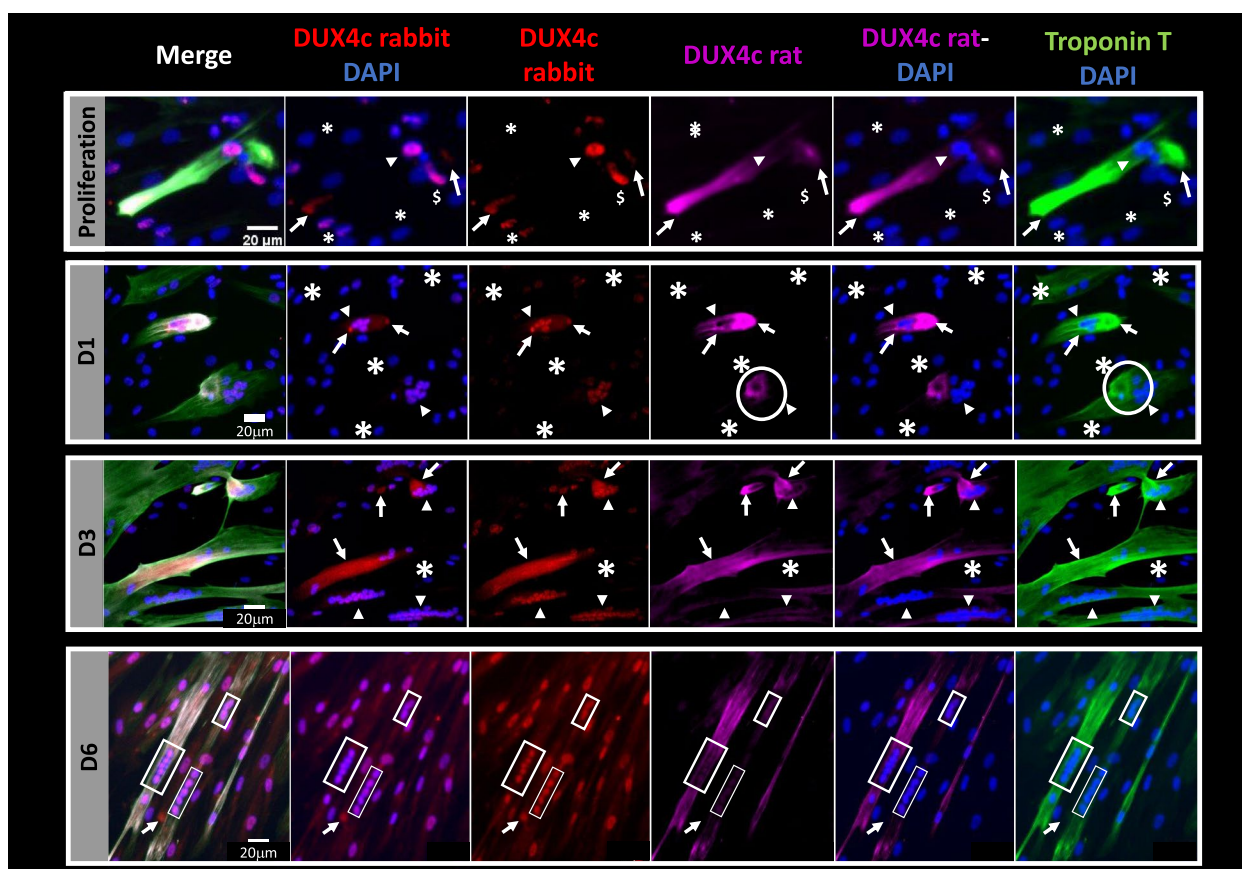 Merge
DUX4c rabbit
DAPI
DUX4c
rabbit
DUX4c rat
DUX4c rat-
DAPI
Troponin T
DAPI
Proliferation
20 μm
$
$
$
$
$
D1
20μm
D3
20μm
D6
20μm